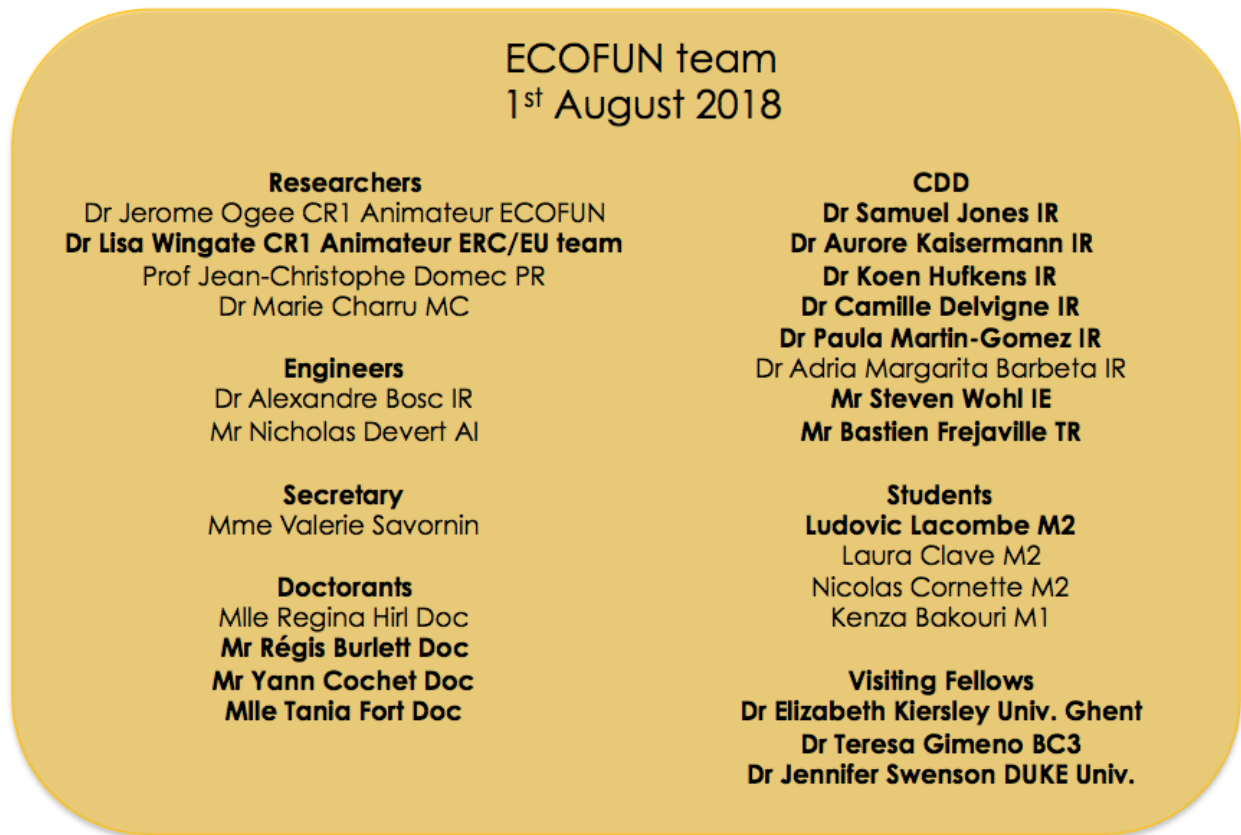 ECOFUN team
1st August 2018
Researchers
Dr Jerome Ogee CR1 Animateur ECOFUN
Dr Lisa Wingate CR1 Animateur ERC/EU team
Prof Jean-Christophe Domec PR
Dr Marie Charru MC
Engineers
Dr Alexandre Bosc IR
Mr Nicholas Devert AI
Secretary
Mme Valerie Savornin
Doctorants
Mlle Regina Hirl Doc
Mr Régis Burlett Doc
Mr Yann Cochet Doc
Mlle Tania Fort Doc
CDD
Dr Samuel Jones IR
Dr Aurore Kaisermann IR
Dr Koen Hufkens IR
Dr Camille Delvigne IR
Dr Paula Martin-Gomez IR
Dr Adria Margarita Barbeta IR
Mr Steven Wohl IE
Mr Bastien Frejaville TR
Students
Ludovic Lacombe M2
Laura Clave M2
Nicolas Cornette M2
Kenza Bakouri M1
Visiting Fellows
Dr Elizabeth Kiersley Univ. Ghent
Dr Teresa Gimeno BC3
Dr Jennifer Swenson DUKE Univ.